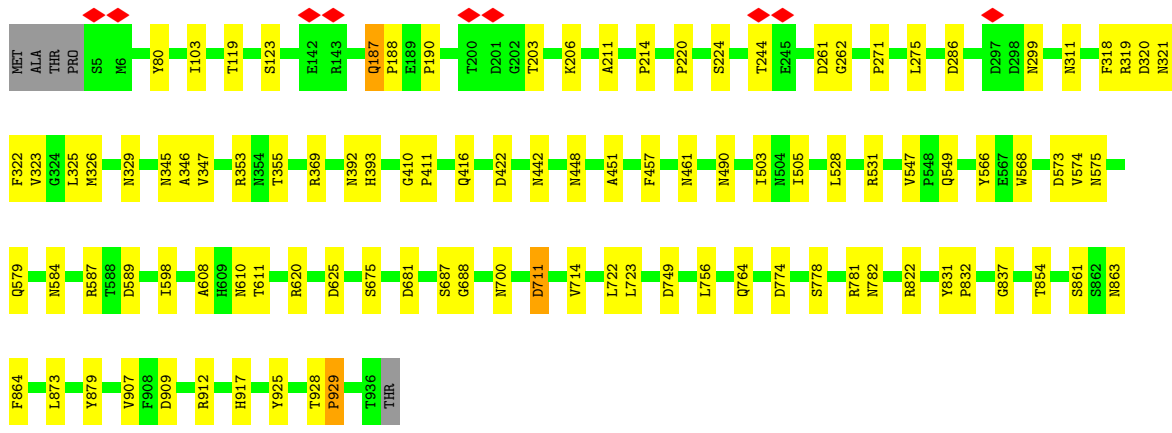 MET ALA THR PRO S5 M6 Y80 I103 T119 S123 E142 R143 Q187 P188 E189 P190 T200 D201 G202 T203 K206 A211 P214 P220 S224 T244 E245 D261 G262 P271 L275 D286 D297 D298 N299 N311 F318 R319 D320 N321
F322 V323 G324 L325 M326 N329 N345 A346 V347 R353 N354 T355 R369 N392 H393 G410 P411 Q416 D422 N442 N448 A451 F457 N461 N490 I503 N504 I505 L528 R531 V547 P548 Q549 Y566 E567 W568 D573 V574 N575
Q579 N584 R587 T588 D589 I598 A608 H609 N610 T611 R620 D625 S675 D681 S687 G688 N700 D711 V714 L722 L723 D749 L756 Q764 D774 S778 R781 N782 R822 Y831 P832 G837 T854 S861 S862 N863
F864 L873 Y879 V907 F908 D909 R912 H917 Y925 T928 P929 T936 THR